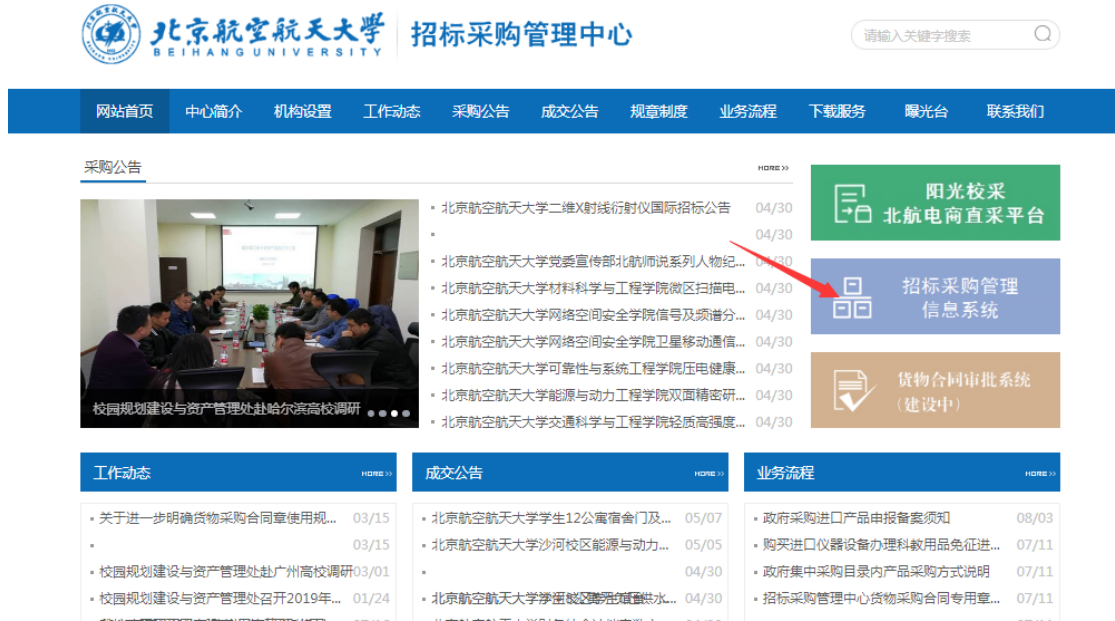 北京航空航天大学
BEIHANG UNIVERSITY
招标采购管理中心
请输入关键字搜索
网站首页 中心简介 机构设置 工作动态 采购公告 成交公告 规章制度 业务流程 下载服务 曝光台 联系我们
采购公告
MORE >>
北京航空航天大学二维X射线衍射仪国际招标公告 04/30
04/30
北京航空航天大学党委宣传部北航师说系列人物纪... 04/30
北京航空航天大学材料科学与工程学院微区扫描电... 04/30
北京航空航天大学网络空间安全学院信号及频谱分... 04/30
北京航空航天大学网络空间安全学院卫星移动通信... 04/30
北京航空航天大学可靠性与系统工程学院压电健康... 04/30
北京航空航天大学能源与动力工程学院双面精密研... 04/30
北京航空航天大学交通科学与工程学院轻质高强度... 04/30
校园规划建设与资产管理处赴哈尔滨高校调研
阳光校采
北航电商直采平台
招标采购管理
信息系统
货物合同审批系统
（建设中）
工作动态 MORE >>
关于进一步明确货物采购合同章使用规... 03/15
03/15
校园规划建设与资产管理处赴广州高校调研 03/01
校园规划建设与资产管理处召开2019年... 01/24
成交公告 MORE >>
北京航空航天大学学生12公寓宿舍门及... 05/07
北京航空航天大学沙河校区能源与动力... 05/05
04/30
北京航空航天大学 04/30
业务流程 MORE >>
政府采购进口产品申报备案须知 08/03
购买进口仪器设备办理科教用品免征进... 07/11
政府集中采购目录内产品采购方式说明 07/11
招标采购管理中心货物采购合同专用章... 07/11